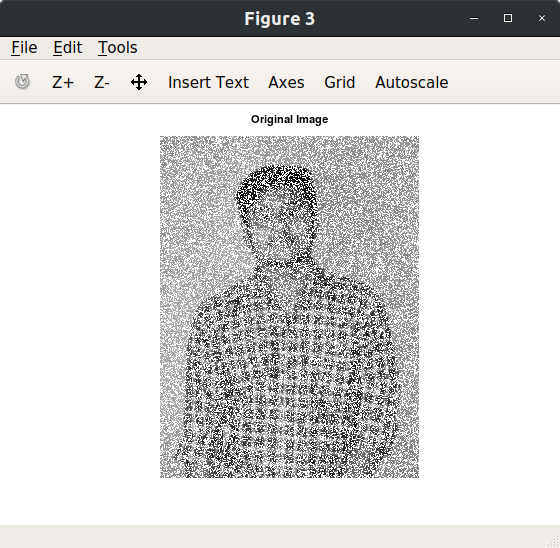 Figure 3
File Edit Tools
Z+ Z- Insert Text Axes Grid Autoscale
Original Image